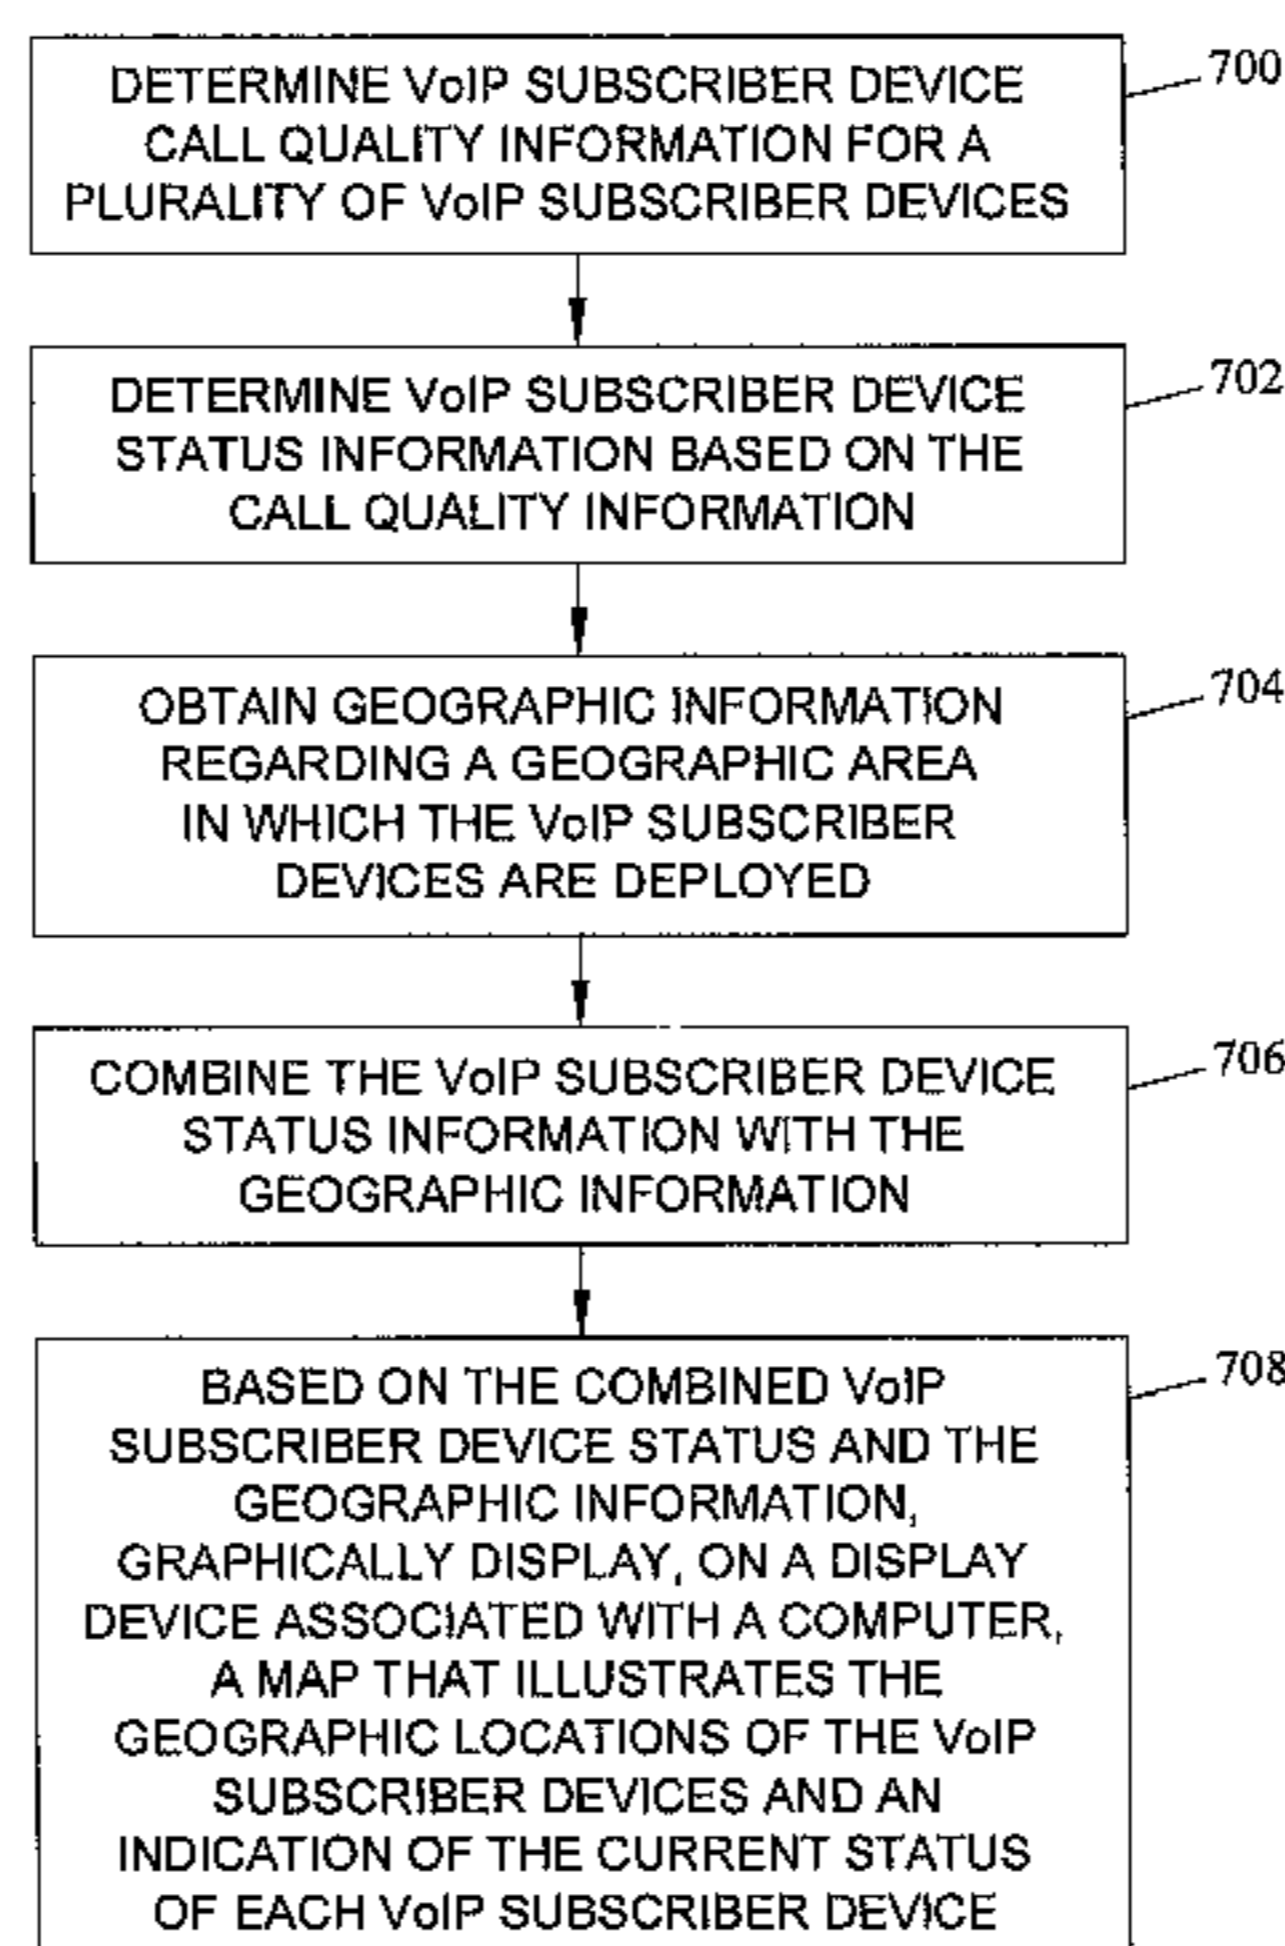 DETERMINE VoIP SUBSCRIBER DEVICE
CALL QUALITY INFORMATION FOR A
PLURALITY OF VoIP SUBSCRIBER DEVICES
700
DETERMINE VoIP SUBSCRIBER DEVICE
STATUS INFORMATION BASED ON THE
CALL QUALITY INFORMATION
702
OBTAIN GEOGRAPHIC INFORMATION
REGARDING A GEOGRAPHIC AREA
IN WHICH THE VoIP SUBSCRIBER
DEVICES ARE DEPLOYED
704
COMBINE THE VoIP SUBSCRIBER DEVICE
STATUS INFORMATION WITH THE
GEOGRAPHIC INFORMATION
706
BASED ON THE COMBINED VoIP
SUBSCRIBER DEVICE STATUS AND THE
GEOGRAPHIC INFORMATION,
GRAPHICALLY DISPLAY, ON A DISPLAY
DEVICE ASSOCIATED WITH A COMPUTER,
A MAP THAT ILLUSTRATES THE
GEOGRAPHIC LOCATIONS OF THE VoIP
SUBSCRIBER DEVICES AND AN
INDICATION OF THE CURRENT STATUS
OF EACH VoIP SUBSCRIBER DEVICE
708